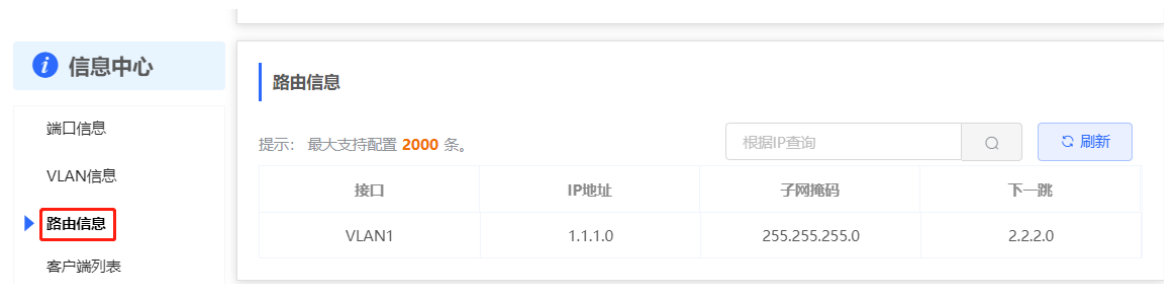 信息中心
端口信息
VLAN信息
路由信息
客户端列表
路由信息
提示： 最大支持配置 2000 条。
根据IP查询
刷新
接口 IP地址 子网掩码 下一跳
VLAN1 1.1.1.0 255.255.255.0 2.2.2.0